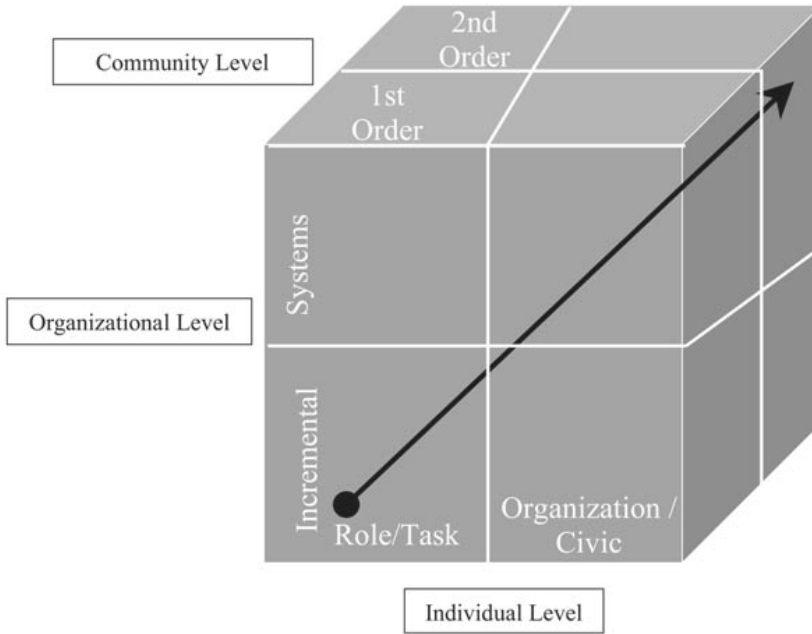 2nd
Order
Community Level
1st
Order
Systems
Organizational Level
Incremental
Role/Task
Organization /
Civic
Individual Level